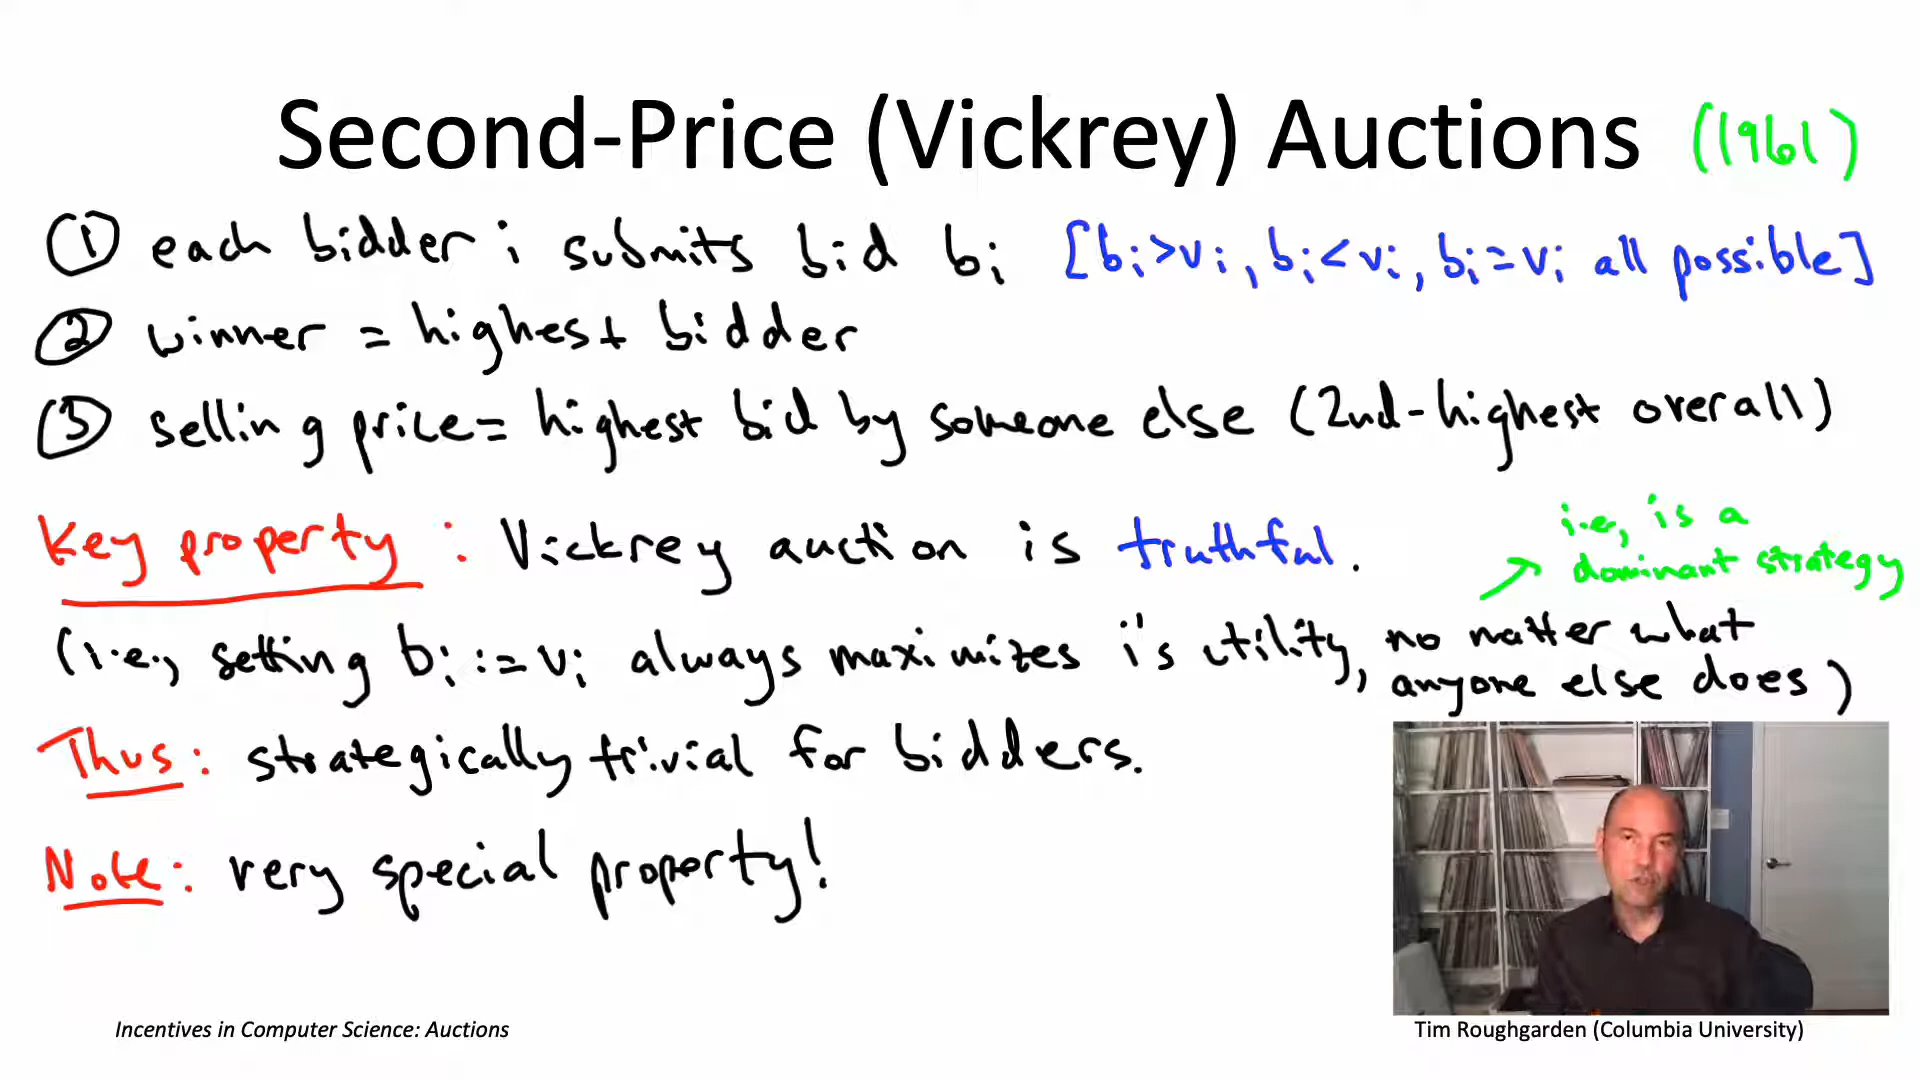 Second-Price (Vickrey) Auctions (1961)
① each bidder i submits bid bᵢ [bᵢ>vᵢ, bᵢ<vᵢ, bᵢ=vᵢ all possible]
② winner = highest bidder
③ selling price = highest bid by someone else (2nd-highest overall)
Key property: Vickrey auction is truthful.
i.e., is a
dominant strategy
(i.e., setting bᵢ := vᵢ always maximizes i's utility, no matter what
anyone else does)
Thus: strategically trivial for bidders.
Note: very special property!
Incentives in Computer Science: Auctions
Tim Roughgarden (Columbia University)